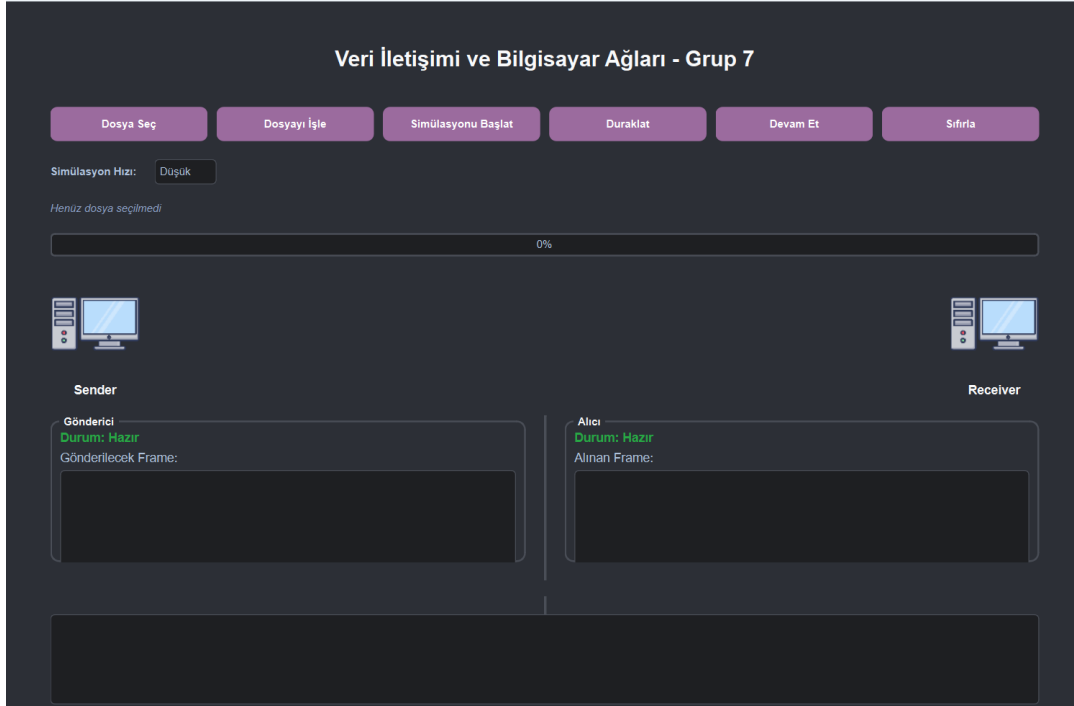 Veri İletişimi ve Bilgisayar Ağları - Grup 7
Dosya Seç
Dosyayı İşle
Simülasyonu Başlat
Duraklat
Devam Et
Sıfırla
Simülasyon Hızı:
Düşük
Henüz dosya seçilmedi
0%
Sender
Receiver
Gönderici
Durum: Hazır
Gönderilecek Frame:
Alıcı
Durum: Hazır
Alınan Frame: